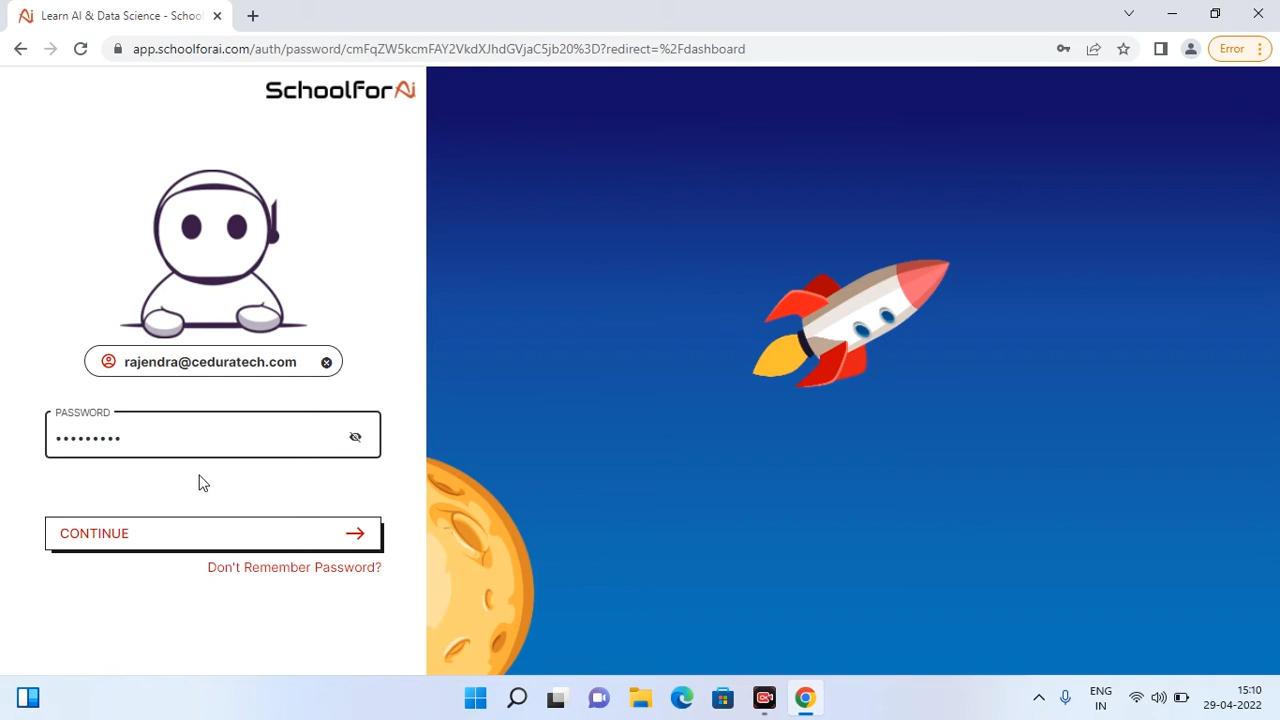 Learn AI & Data Science - School
app.schoolforai.com/auth/password/cmFqZW5kcmFAY2VkdXJhdGVjaC5jb20%3D?redirect=%2Fdashboard
Error
SchoolForAi
rajendra@ceduratech.com
PASSWORD
CONTINUE
Don't Remember Password?
ENG
IN
15:10
29-04-2022